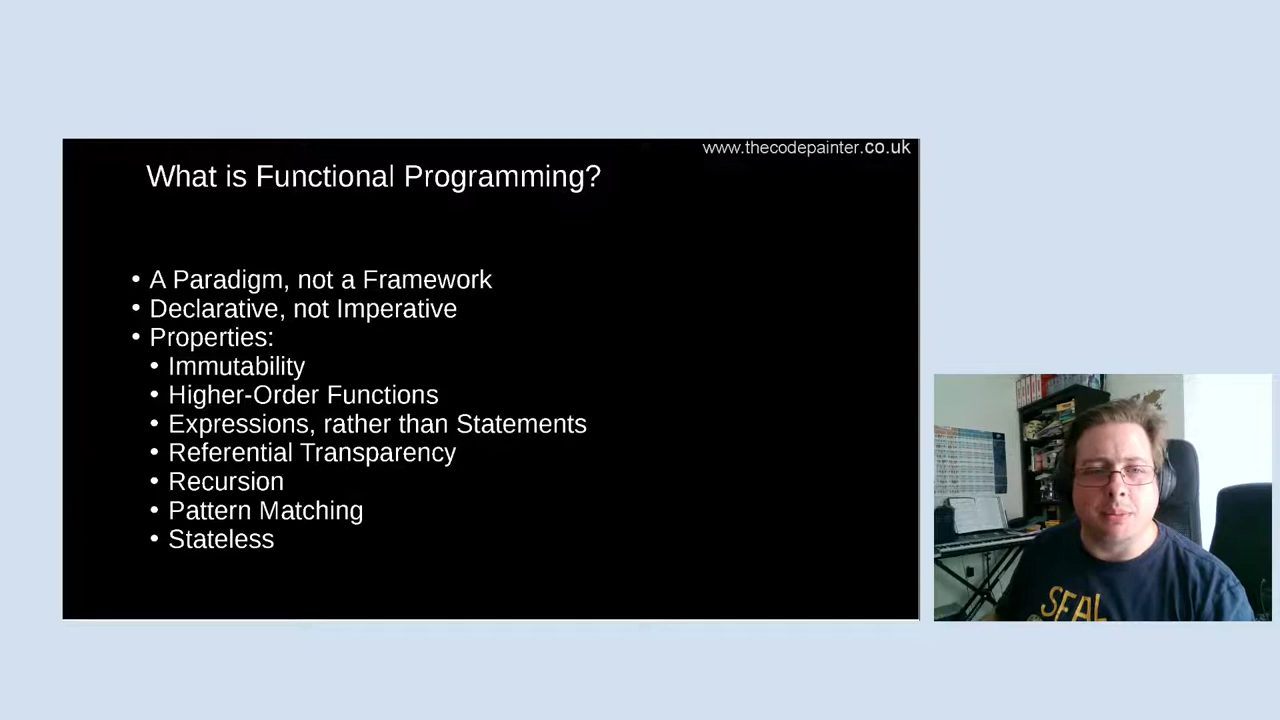 www.thecodepainter.co.uk
What is Functional Programming?
• A Paradigm, not a Framework
• Declarative, not Imperative
• Properties:
• Immutability
• Higher-Order Functions
• Expressions, rather than Statements
• Referential Transparency
• Recursion
• Pattern Matching
• Stateless
SEAL